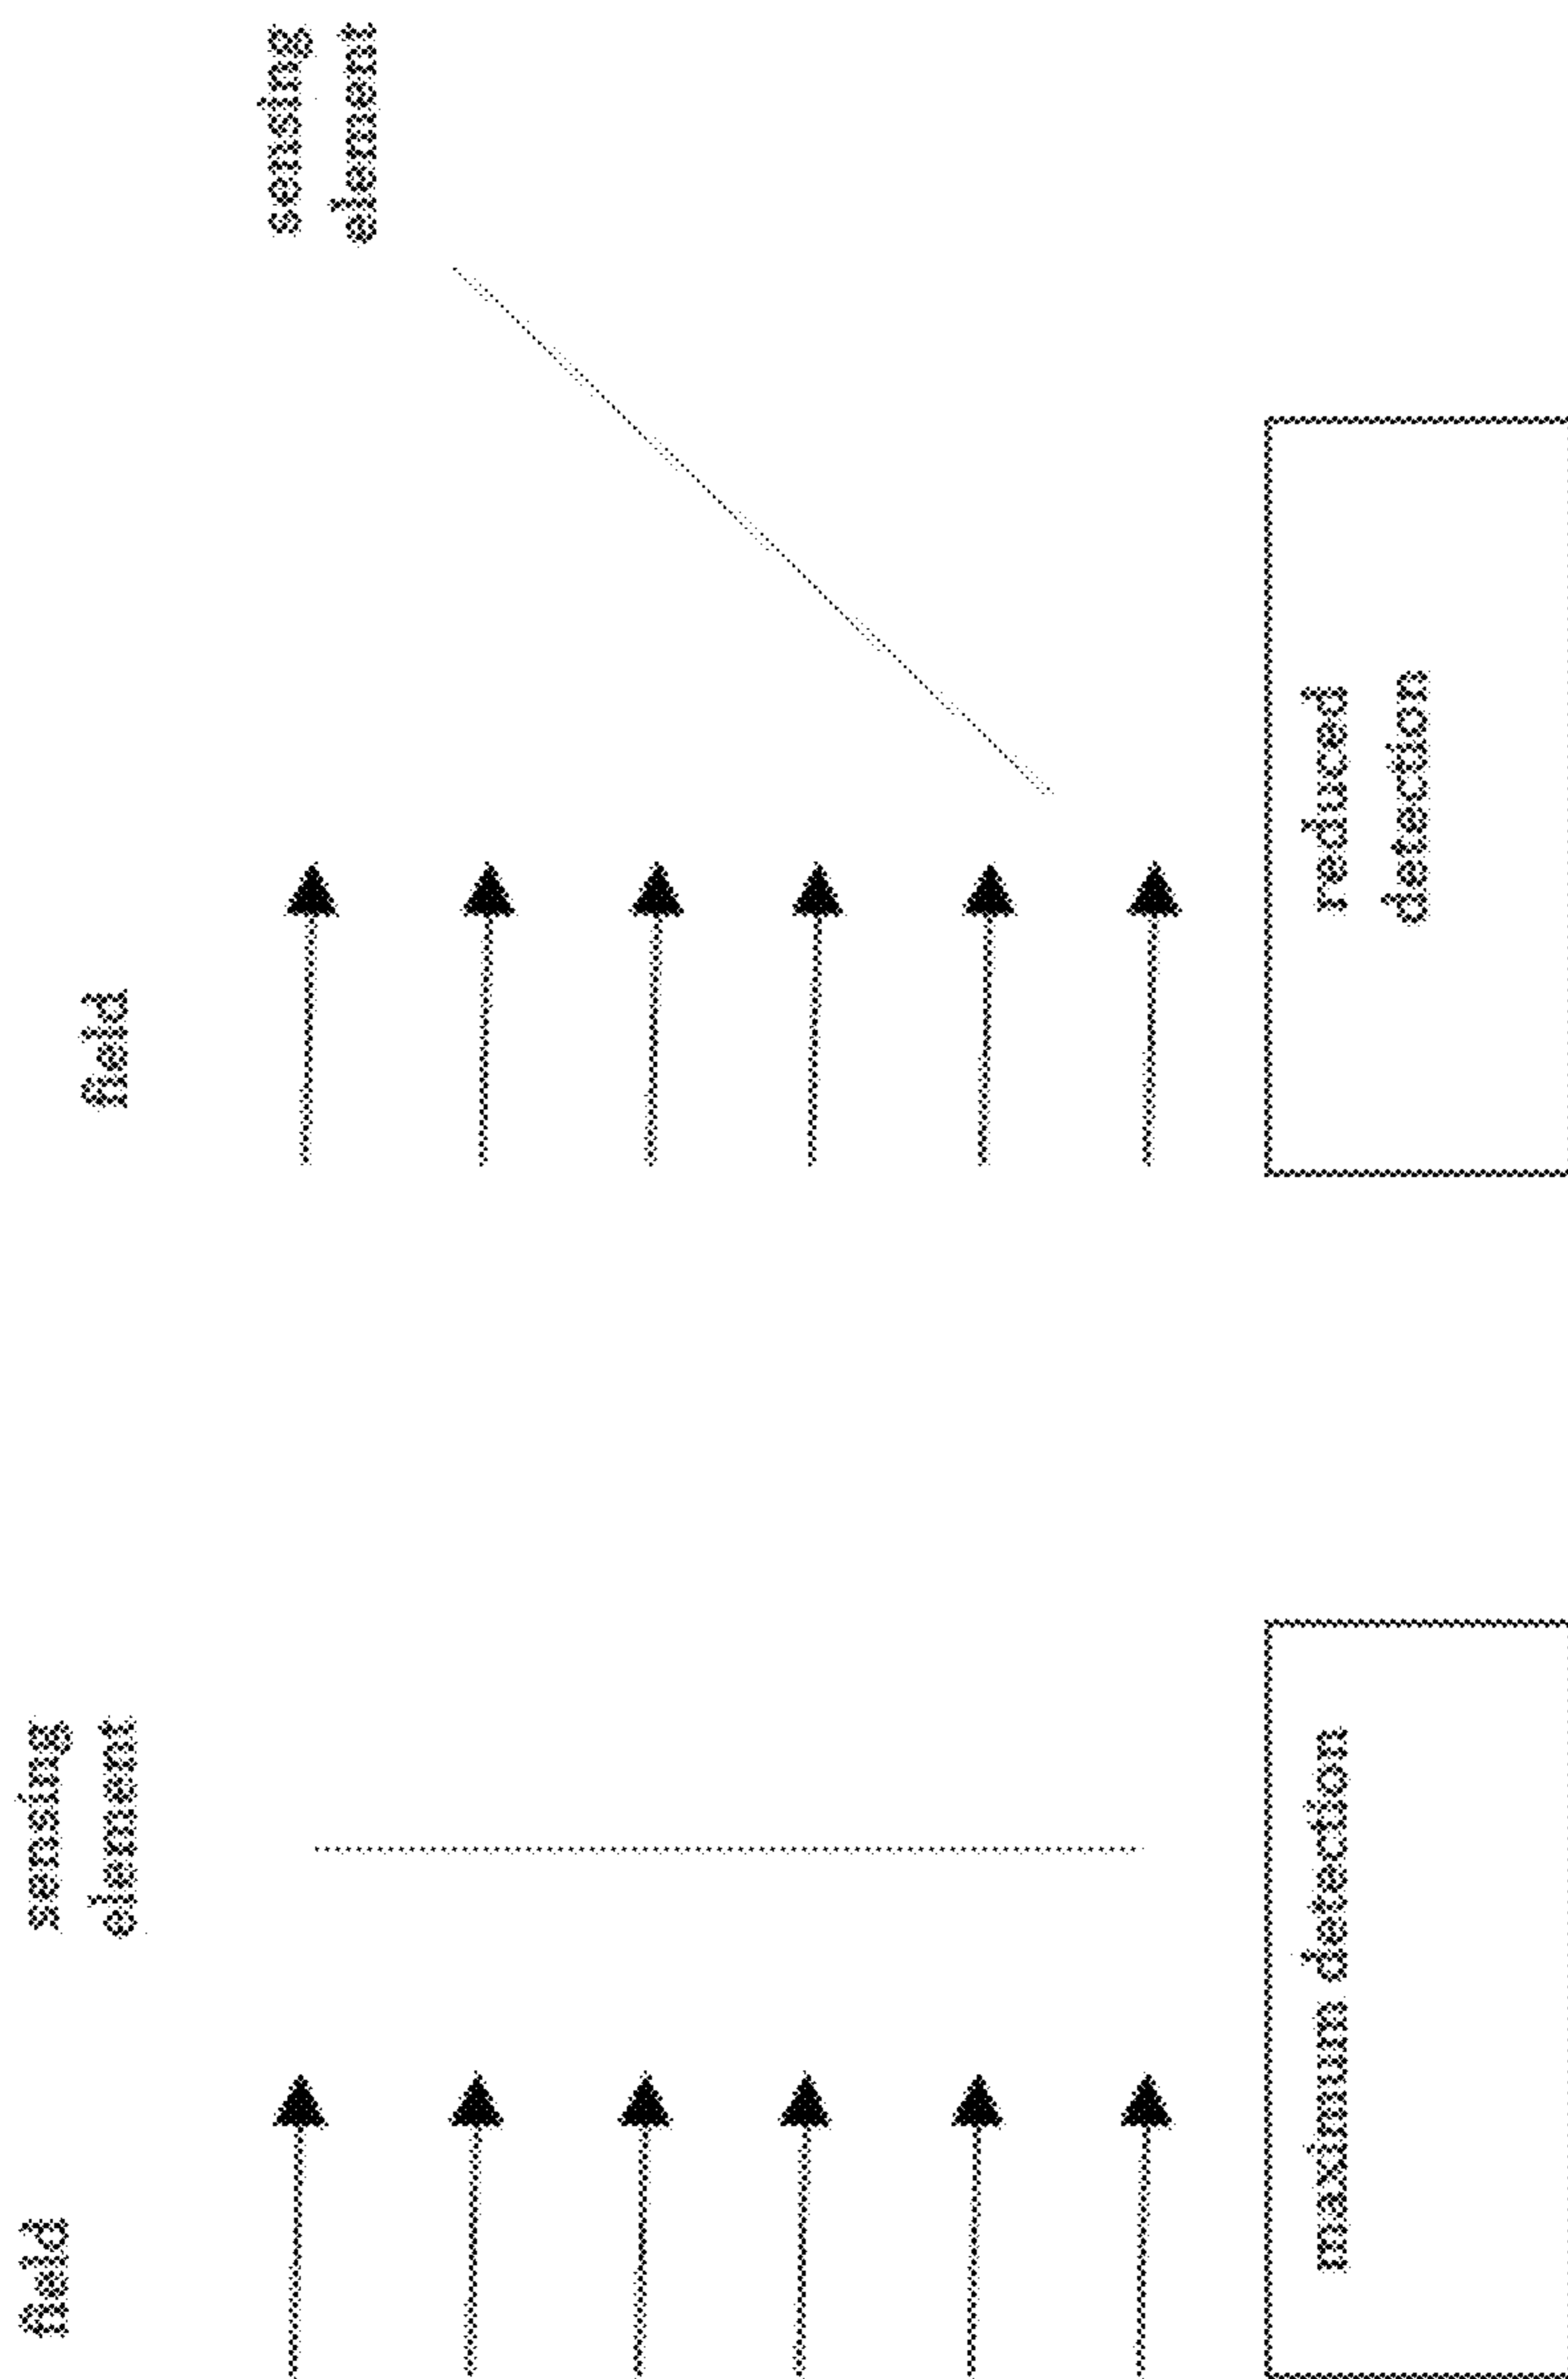 field
sensing
element
maximum detection
field
sensing
element
reduced
detection